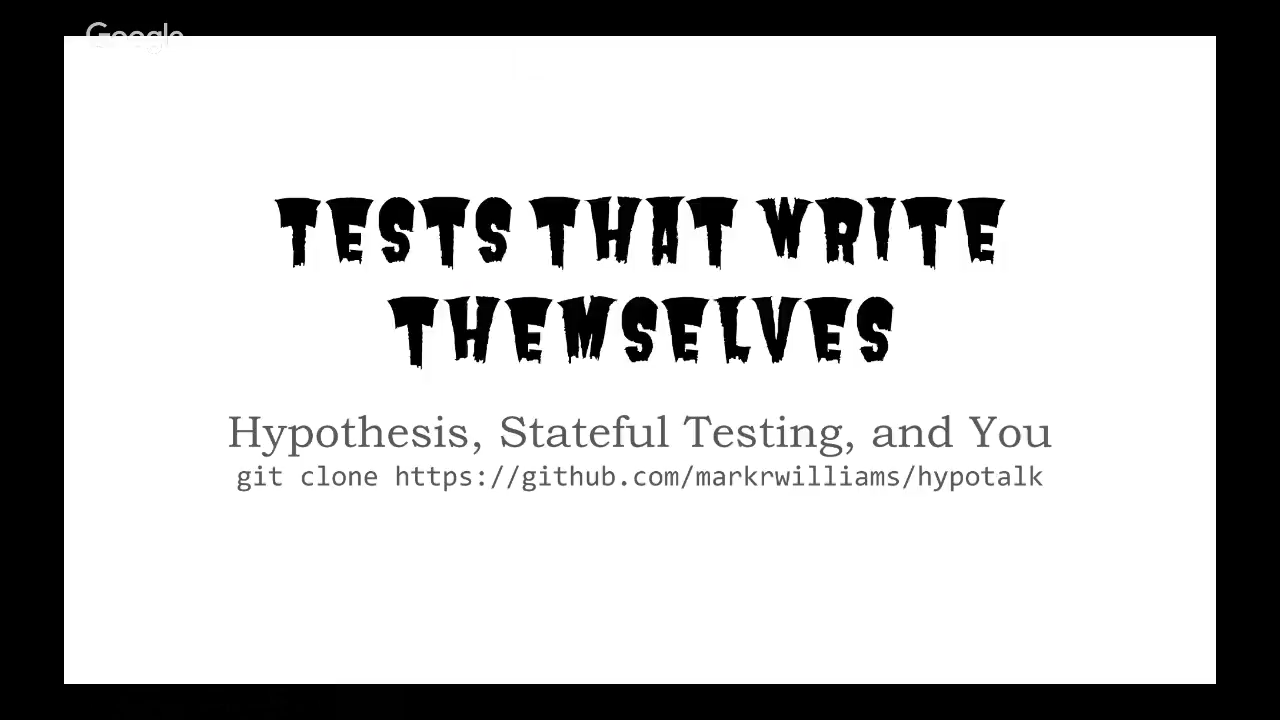 Google
TESTS THAT WRITE
THEMSELVES
Hypothesis, Stateful Testing, and You
git clone https://github.com/markrwilliams/hypotalk